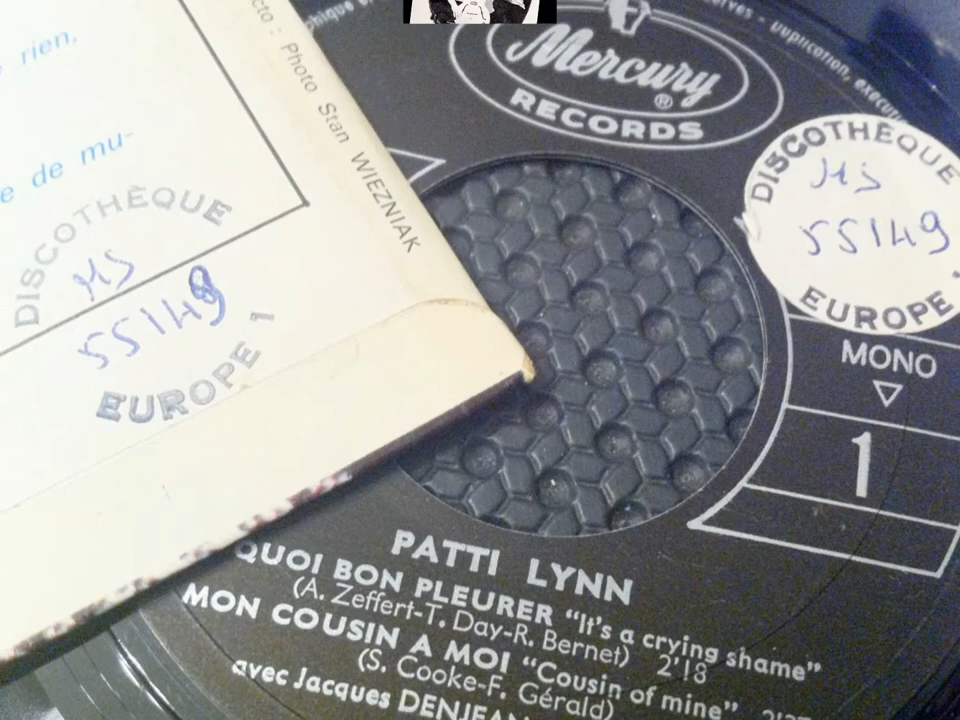 rien,
de mu-
Photo Stan WIEZNIAK
DISCOTHÈQUE
MS
55149
EUROPE 1
Mercury
®
RECORDS
DISCOTHÈQUE
MS
55149
EUROPE
MONO
1
PATTI LYNN
QUOI BON PLEURER "It's a crying shame"
(A. Zeffert-T. Day-R. Bernet) 2'18
MON COUSIN A MOI "Cousin of mine"
(S. Cooke-F. Gérald)
avec Jacques DENJEAN